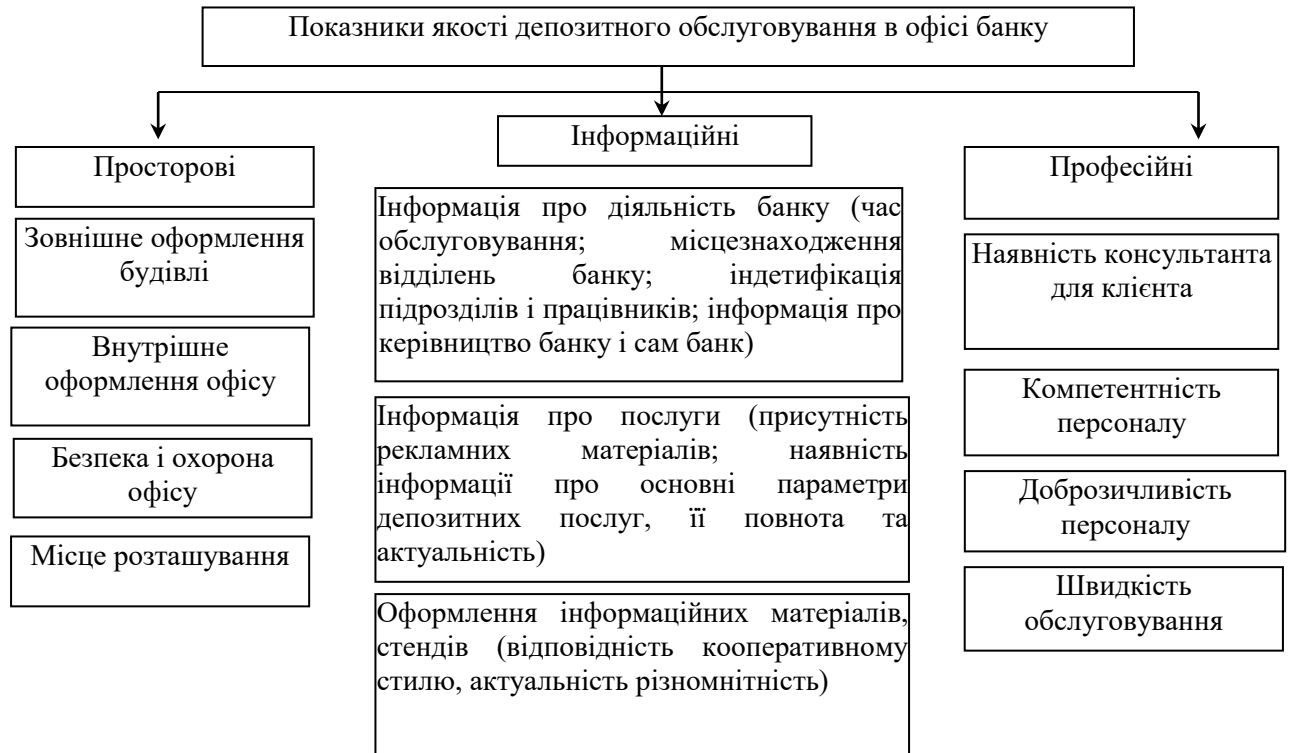 Показники якості депозитного обслуговування в офісі банку
Просторові
Зовнішне оформлення
будівлі
Внутрішне
оформлення офісу
Безпека і охорона
офісу
Місце розташування
Інформаційні
Інформація про діяльність банку (час
обслуговування; місцезнаходження
відділень банку; індетифікація
підрозділів і працівників; інформація про
керівництво банку і сам банк)
Інформація про послуги (присутність
рекламних матеріалів; наявність
інформації про основні параметри
депозитних послуг, її повнота та
актуальність)
Оформлення інформаційних матеріалів,
стендів (відповідність кооперативному
стилю, актуальність різномнітність)
Професійні
Наявність консультанта
для клієнта
Компетентність
персоналу
Доброзичливість
персоналу
Швидкість
обслуговування